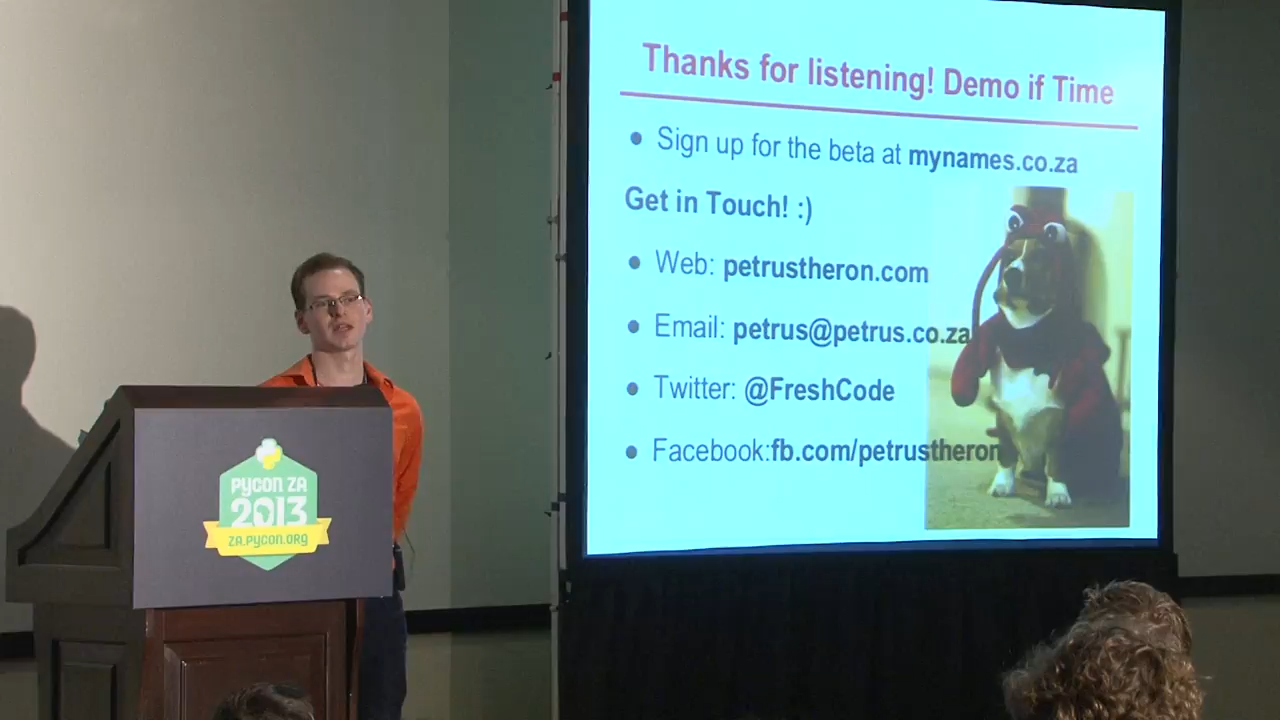 Thanks for listening! Demo if Time
• Sign up for the beta at mynames.co.za
Get in Touch! :)
• Web: petrustheron.com
• Email: petrus@petrus.co.za
• Twitter: @FreshCode
• Facebook:fb.com/petrustheron
PYCON ZA
2013
ZA.PYCON.ORG